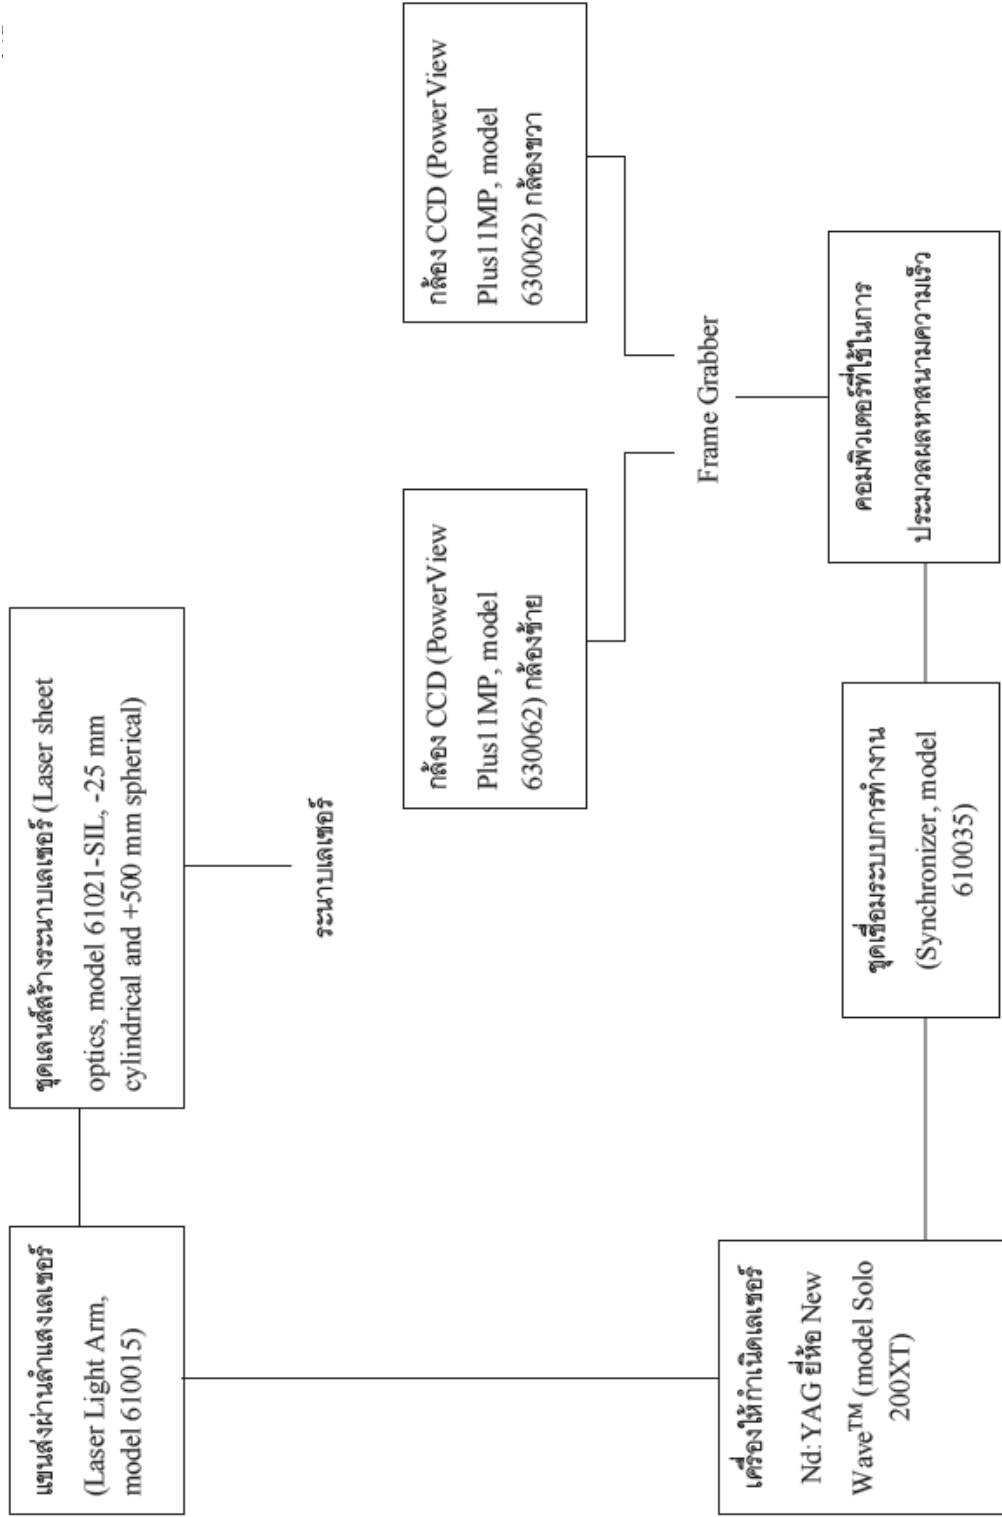 แขนส่งผ่านลำแสงเลเซอร์
(Laser Light Arm,
model 610015)
ชุดเลนส์สร้างระนาบเลเซอร์ (Laser sheet
optics, model 61021-SIL, -25 mm
cylindrical and +500 mm spherical)
ระนาบเลเซอร์
กล้อง CCD (PowerView
Plus11MP, model
630062) กล้องซ้าย
กล้อง CCD (PowerView
Plus11MP, model
630062) กล้องขวา
Frame Grabber
เครื่องให้กำเนิดเลเซอร์
Nd:YAG ยี่ห้อ New
Wave™ (model Solo
200XT)
ชุดเชื่อมระบบการทำงาน
(Synchronizer, model
610035)
คอมพิวเตอร์ที่ใช้ในการ
ประมวลผลหาสนามความเร็ว